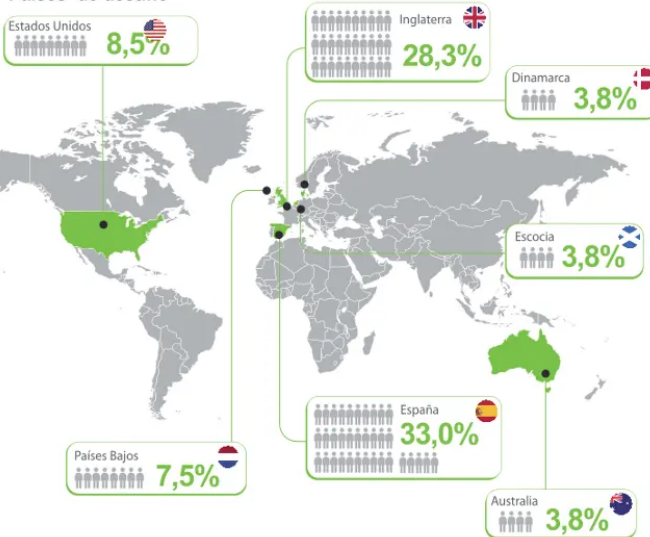 Estados Unidos
8,5%
Inglaterra
28,3%
Dinamarca
3,8%
Escocia
3,8%
España
33,0%
Países Bajos
7,5%
Australia
3,8%